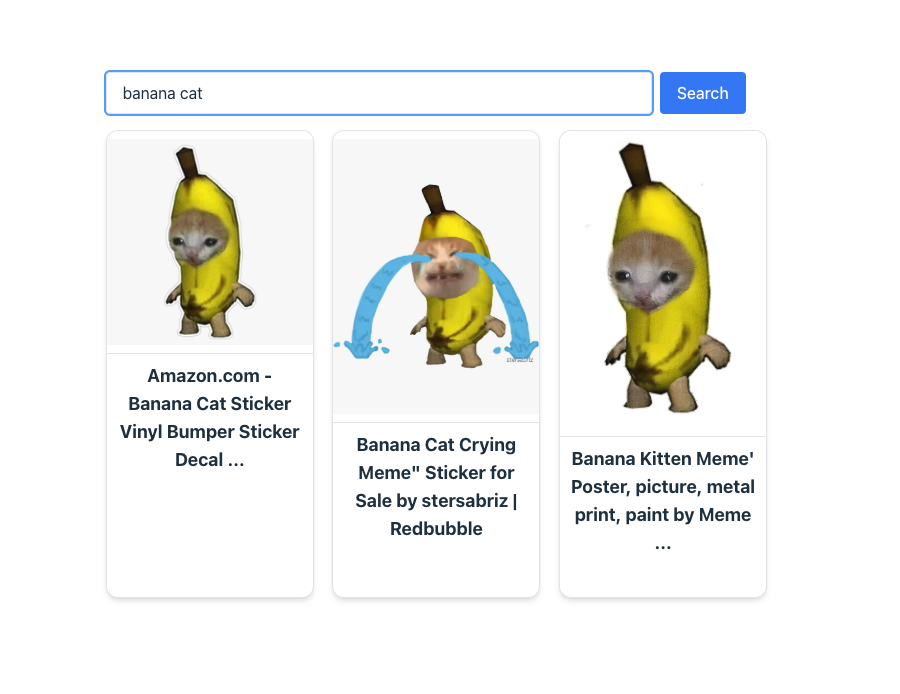 banana cat
Search
Amazon.com -
Banana Cat Sticker
Vinyl Bumper Sticker
Decal ...
Banana Cat Crying
Meme" Sticker for
Sale by stersabriz |
Redbubble
Banana Kitten Meme'
Poster, picture, metal
print, paint by Meme
...